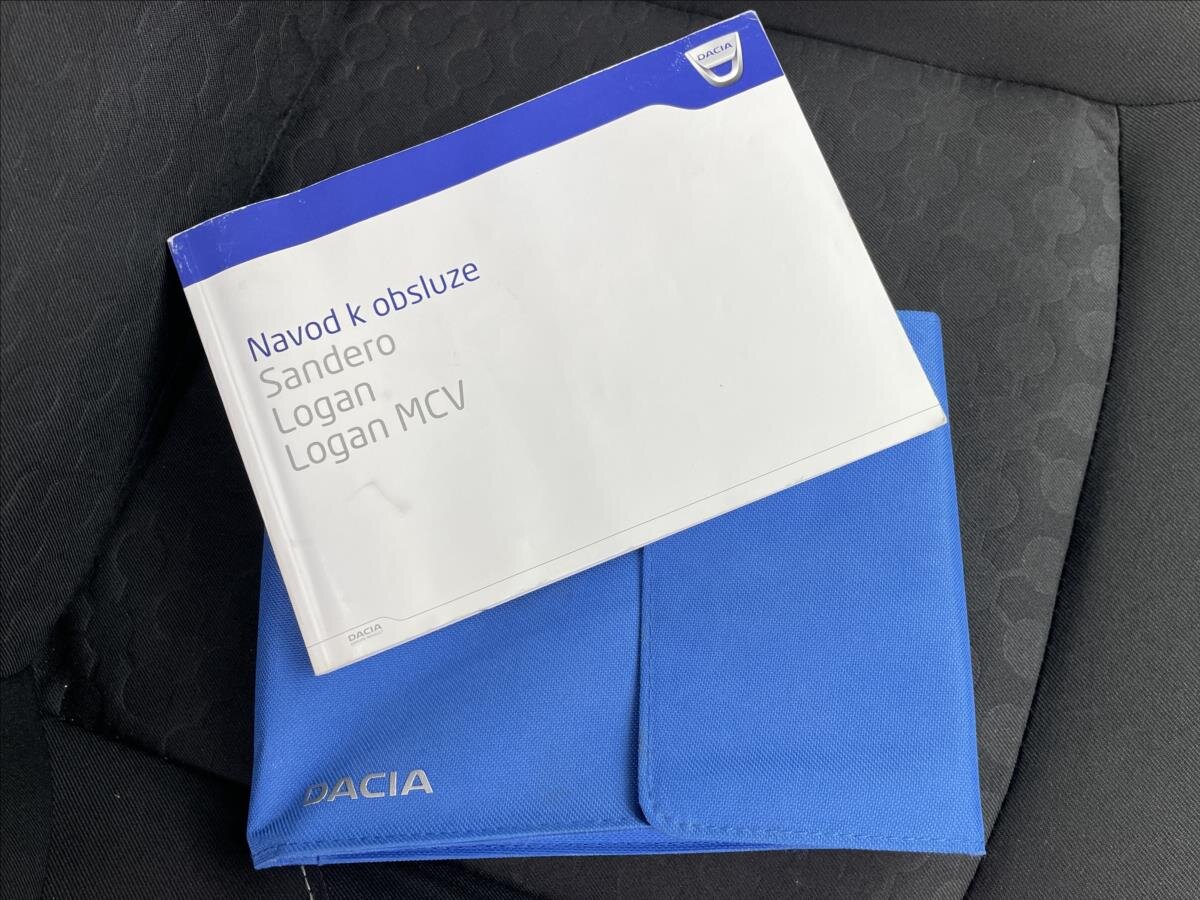 DACIA
Navod k obsluze
Sandero
Logan
Logan MCV
DACIA
DACIA